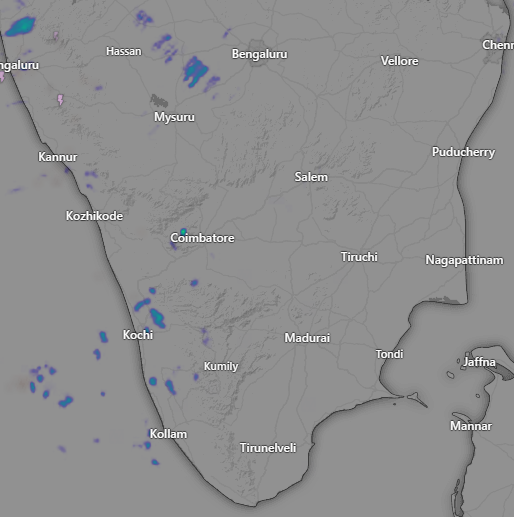 Chenn
Hassan
Bengaluru
Vellore
ngaluru
Mysuru
Puducherry
Kannur
Salem
Kozhikode
Coimbatore
Tiruchi
Nagapattinam
Kochi
Madurai
Tondi
Kumily
Jaffna
Mannar
Kollam
Tirunelveli